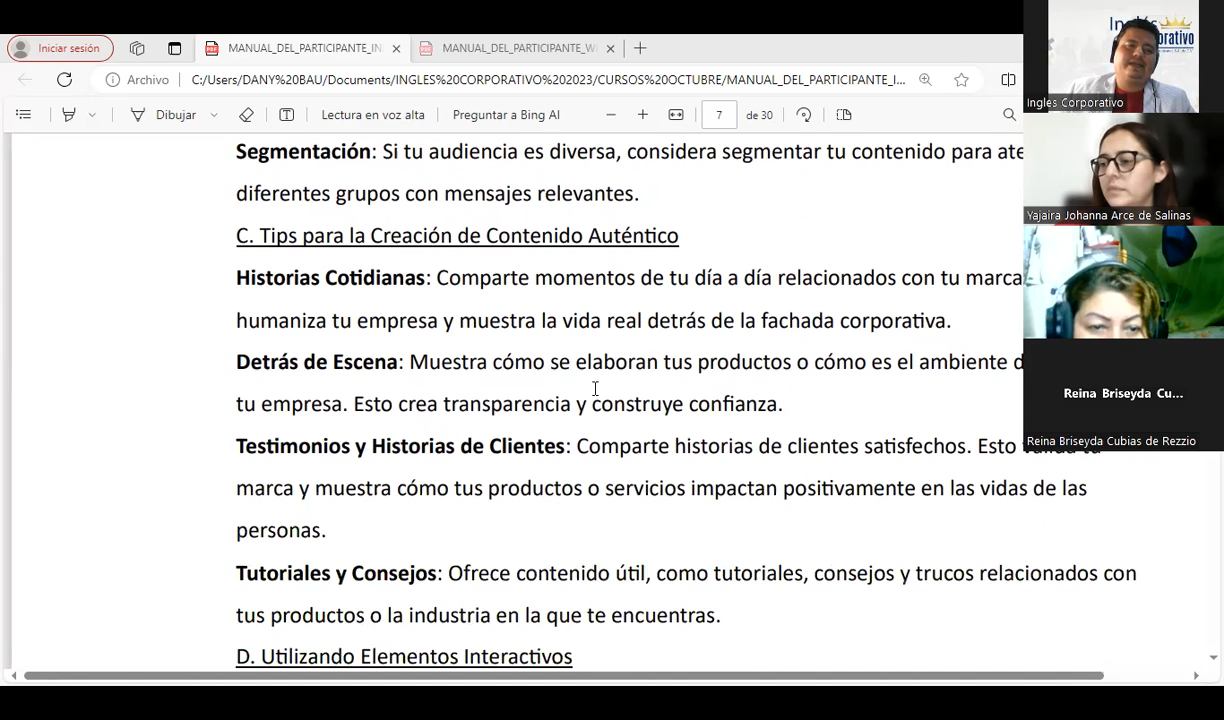 Iniciar sesión
MANUAL_DEL_PARTICIPANTE_IN
MANUAL_DEL_PARTICIPANTE_W
Archivo
C:/Users/DANY%20BAU/Documents/INGLES%20CORPORATIVO%202023/CURSOS%20OCTUBRE/MANUAL_DEL_PARTICIPANTE_I...
Dibujar
Lectura en voz alta
Preguntar a Bing AI
7
de 30
Segmentación: Si tu audiencia es diversa, considera segmentar tu contenido para ate
diferentes grupos con mensajes relevantes.
C. Tips para la Creación de Contenido Auténtico
Historias Cotidianas: Comparte momentos de tu día a día relacionados con tu marca
humaniza tu empresa y muestra la vida real detrás de la fachada corporativa.
Detrás de Escena: Muestra cómo se elaboran tus productos o cómo es el ambiente d
tu empresa. Esto crea transparencia y construye confianza.
Testimonios y Historias de Clientes: Comparte historias de clientes satisfechos. Esto
marca y muestra cómo tus productos o servicios impactan positivamente en las vidas de las
personas.
Tutoriales y Consejos: Ofrece contenido útil, como tutoriales, consejos y trucos relacionados con
tus productos o la industria en la que te encuentras.
D. Utilizando Elementos Interactivos
Ingles Corporativo
Yajaira Johanna Arce de Salinas
Reina Briseyda Cu...
Reina Briseyda Cubias de Rezzio